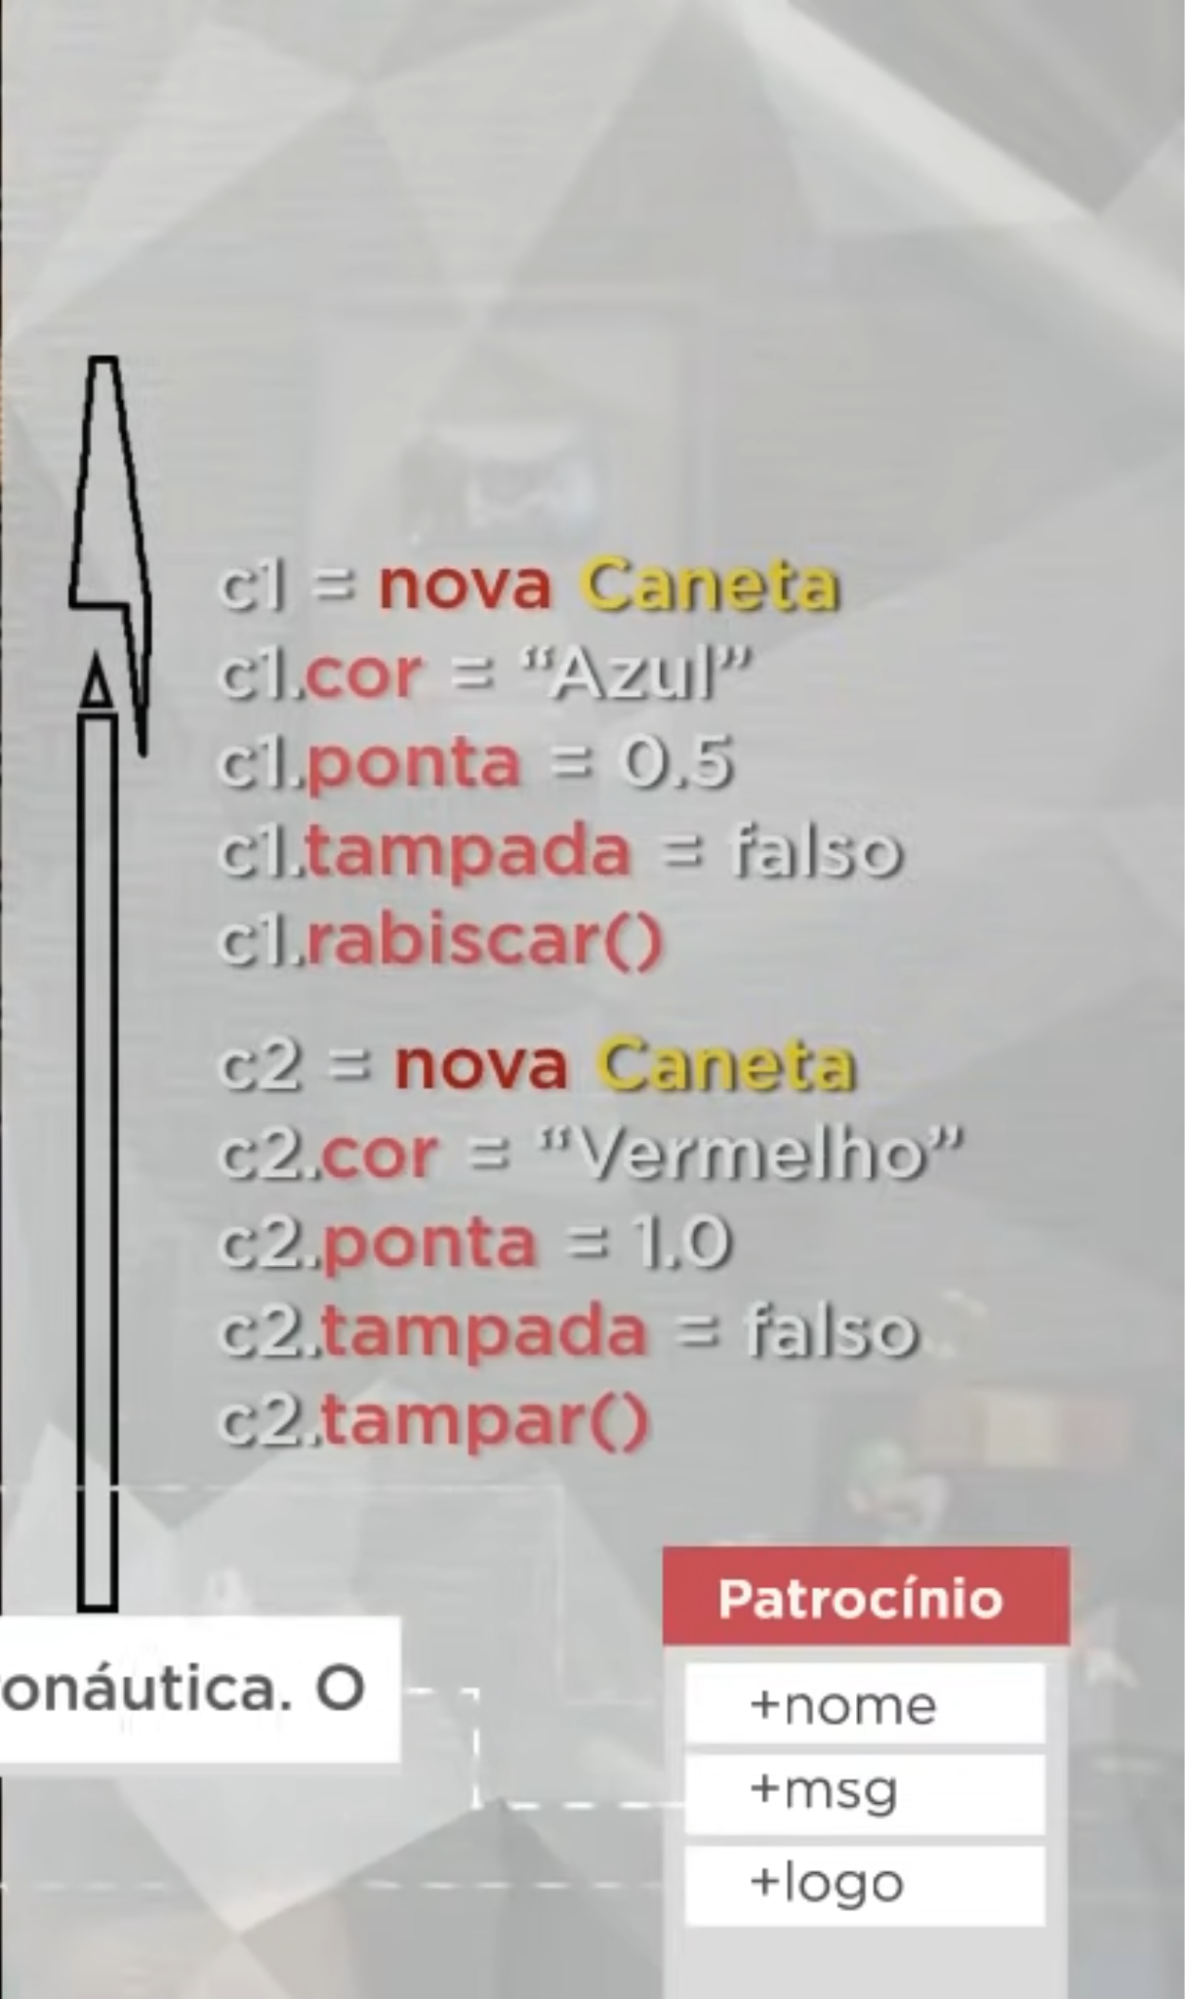 c1 = nova Caneta
c1.cor = “Azul”
c1.ponta = 0.5
c1.tampada = falso
c1.rabiscar()
c2 = nova Caneta
c2.cor = “Vermelho”
c2.ponta = 1.0
c2.tampada = falso
c2.tampar()
onáutica. O
Patrocínio
+nome
+msg
+logo